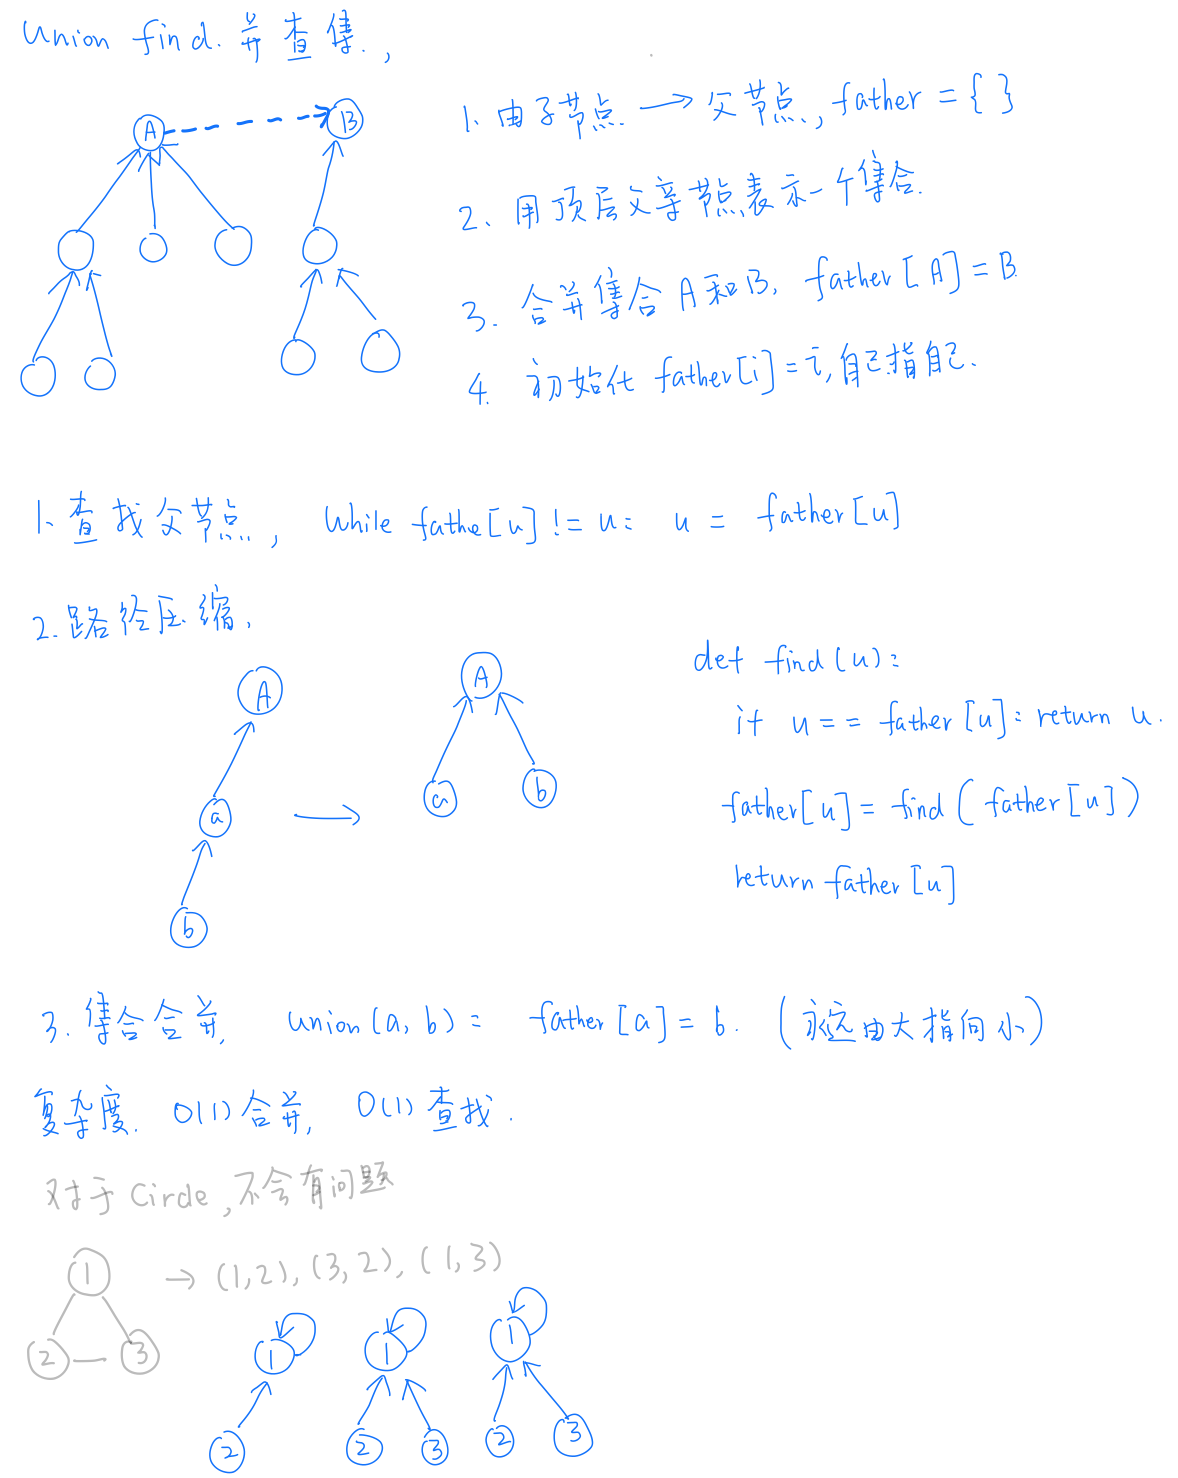 Union find. 并查集.,
A
B
1. 由子节点 → 父节点, father = { }
2. 用顶层父亲节点表示一个集合.
3. 合并集合 A和B, father[A] = B
4. 初始化 father[i] = i, 自己指自己.
1. 查找父节点, While fathe[u] != u: u = father[u]
2. 路径压缩.
A
a
b
→
A
a
b
def find(u):
if u == father[u]: return u.
father[u] = find(father[u])
return father[u]
3. 集合合并, union(a, b) = father[a] = b. (永远由大指向小)
复杂度. O(1) 合并, O(1) 查找.
对于 Circle, 不会有问题
1
2
3
→ (1,2), (3,2), (1,3)
1
2
1
2
3
1
2
3